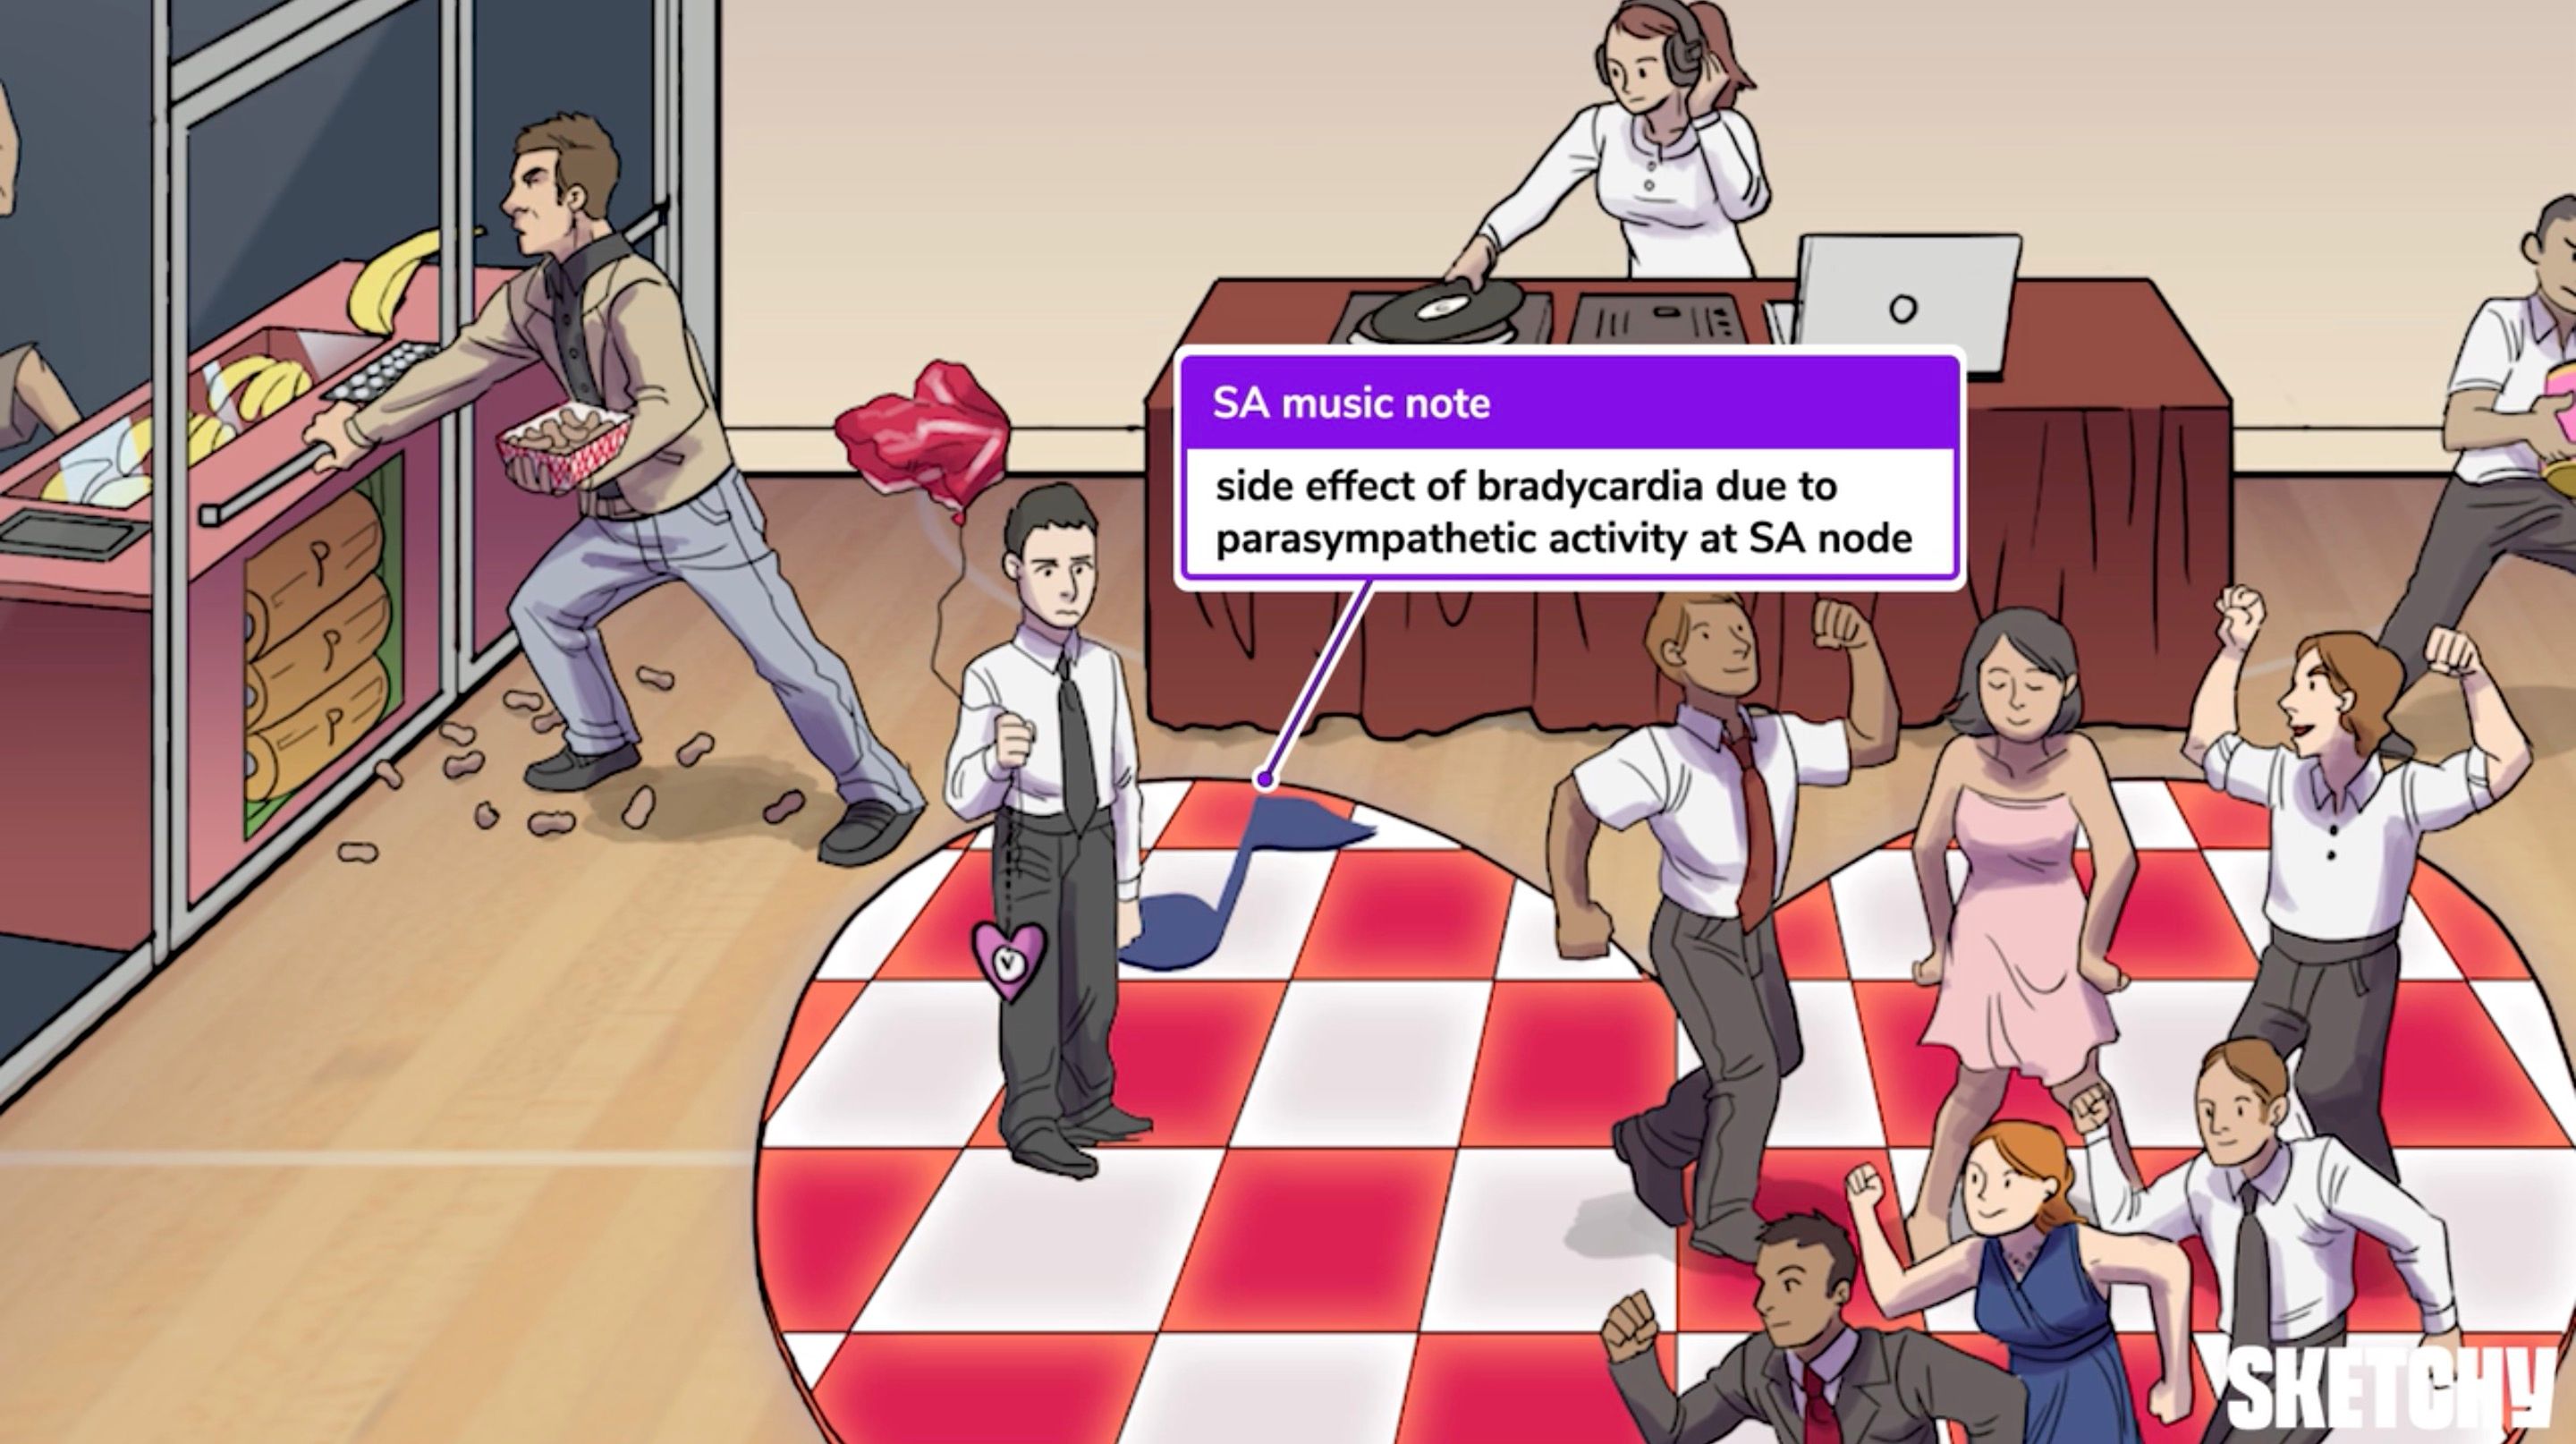 SA music note
side effect of bradycardia due to
parasympathetic activity at SA node
P
P
P
V
SKETCHY